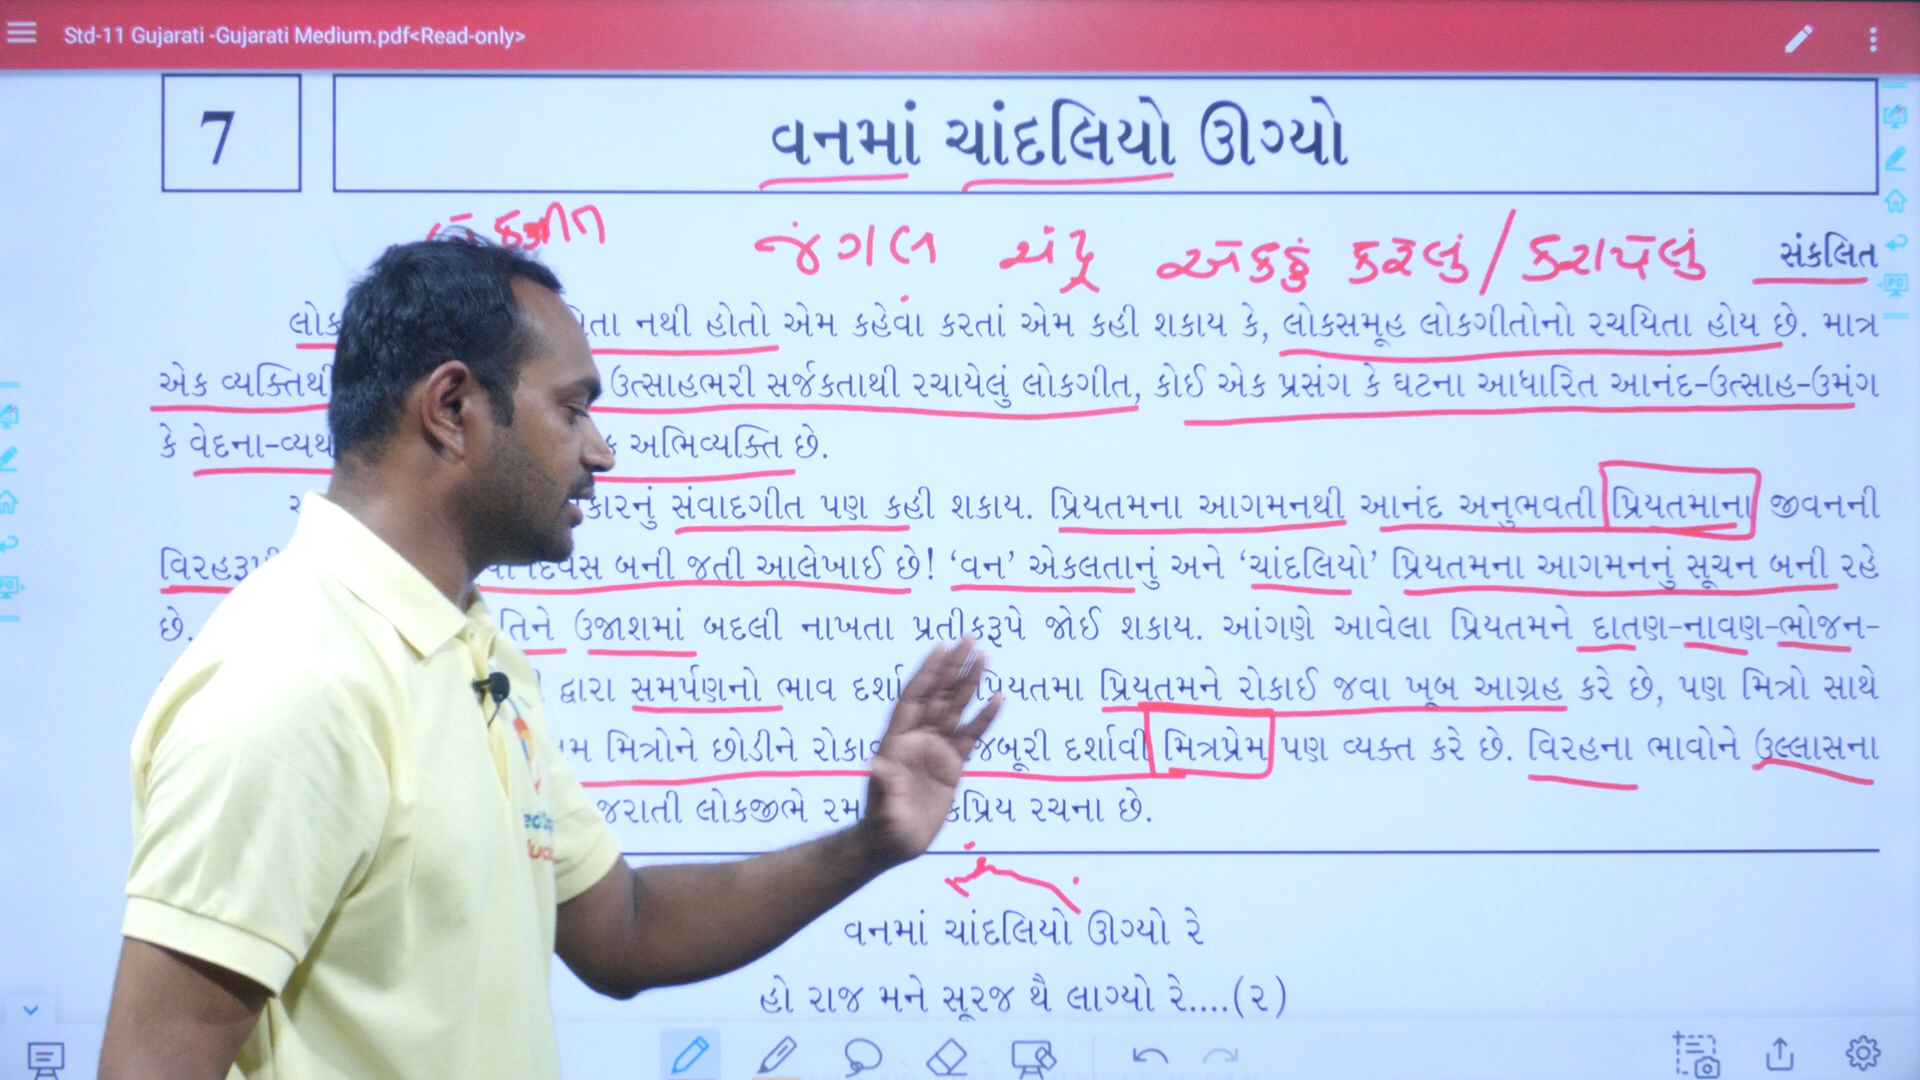 Std-11 Gujarati -Gujarati Medium.pdf<Read-only>
7
વનમાં ચાંદલિયો ઊગ્યો
જંગલ ચંદ્ર એકઠું કરેલું / કરાયેલું
સંકલિત
લોક નથી હોતો એમ કહેવા કરતાં એમ કહી શકાય કે, લોકસમૂહ લોકગીતોનો રચયિતા હોય છે. માત્ર
એક વ્યક્તિથી ઉત્સાહભરી સર્જકતાથી રચાયેલું લોકગીત, કોઈ એક પ્રસંગ કે ઘટના આધારિત આનંદ-ઉત્સાહ-ઉમંગ
કે વેદના-વ્યથ અભિવ્યક્તિ છે.
કારનું સંવાદગીત પણ કહી શકાય. પ્રિયતમના આગમનથી આનંદ અનુભવતી પ્રિયતમાના જીવનની
વિરહરૂપ દિવસ બની જતી આલેખાઈ છે! ‘વન’ એકલતાનું અને ‘ચાંદલિયો’ પ્રિયતમના આગમનનું સૂચન બની રહે
છે. તિને ઉજાશમાં બદલી નાખતા પ્રતીકરૂપે જોઈ શકાય. આંગણે આવેલા પ્રિયતમને દાતણ-નાવણ-ભોજન-
દ્વારા સમર્પણનો ભાવ દર્શા પ્રિયતમા પ્રિયતમને રોકાઈ જવા ખૂબ આગ્રહ કરે છે, પણ મિત્રો સાથે
મ મિત્રોને છોડીને રોકાવ જબૂરી દર્શાવી મિત્રપ્રેમ પણ વ્યક્ત કરે છે. વિરહના ભાવોને ઉલ્લાસના
જરાતી લોકજીભે રમ કપ્રિય રચના છે.
વનમાં ચાંદલિયો ઊગ્યો રે
હો રાજ મને સૂરજ થૈ લાગ્યો રે....(૨)